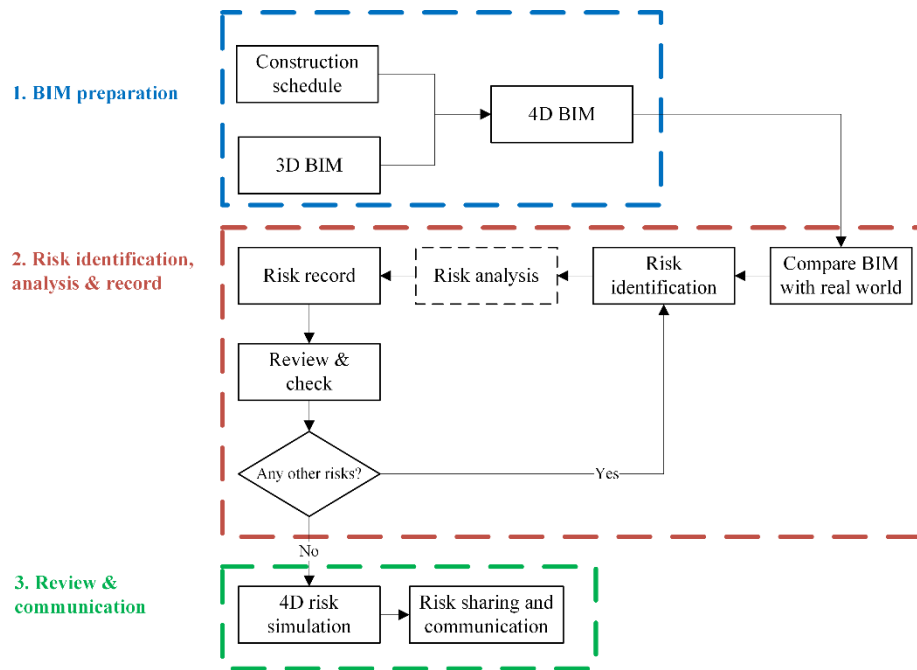 1. BIM preparation
Construction
schedule
3D BIM
4D BIM
2. Risk identification,
analysis & record
Risk record
Risk analysis
Risk
identification
Compare BIM
with real world
Review &
check
Any other risks?
Yes
No
3. Review &
communication
4D risk
simulation
Risk sharing and
communication